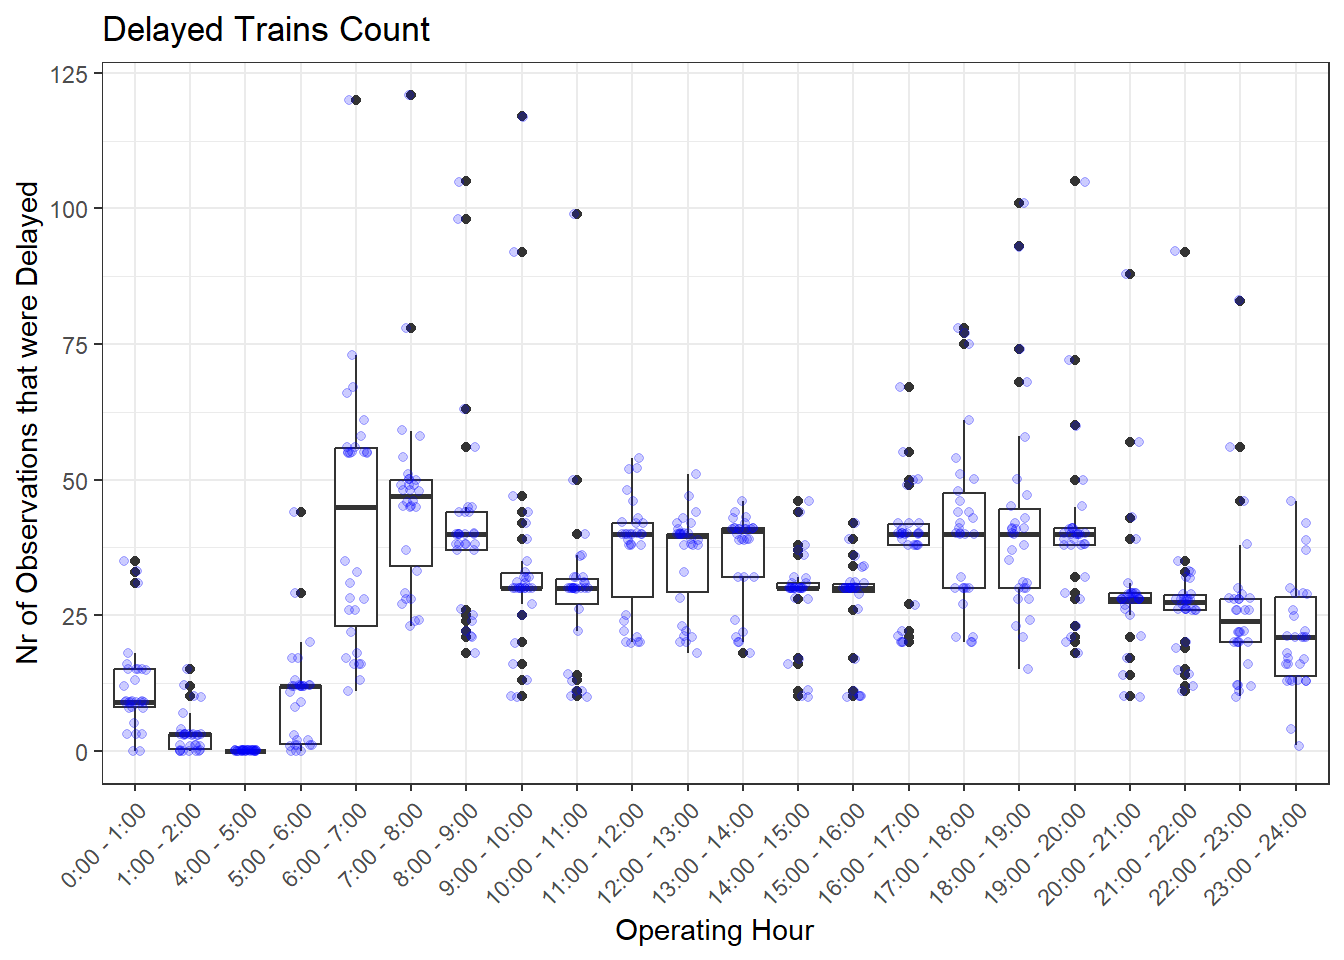 Delayed Trains Count
Nr of Observations that were Delayed
125
100
75
50
25
0
0:00 - 1:00
1:00 - 2:00
4:00 - 5:00
5:00 - 6:00
6:00 - 7:00
7:00 - 8:00
8:00 - 9:00
9:00 - 10:00
10:00 - 11:00
11:00 - 12:00
12:00 - 13:00
13:00 - 14:00
14:00 - 15:00
15:00 - 16:00
16:00 - 17:00
17:00 - 18:00
18:00 - 19:00
19:00 - 20:00
20:00 - 21:00
21:00 - 22:00
22:00 - 23:00
23:00 - 24:00
Operating Hour